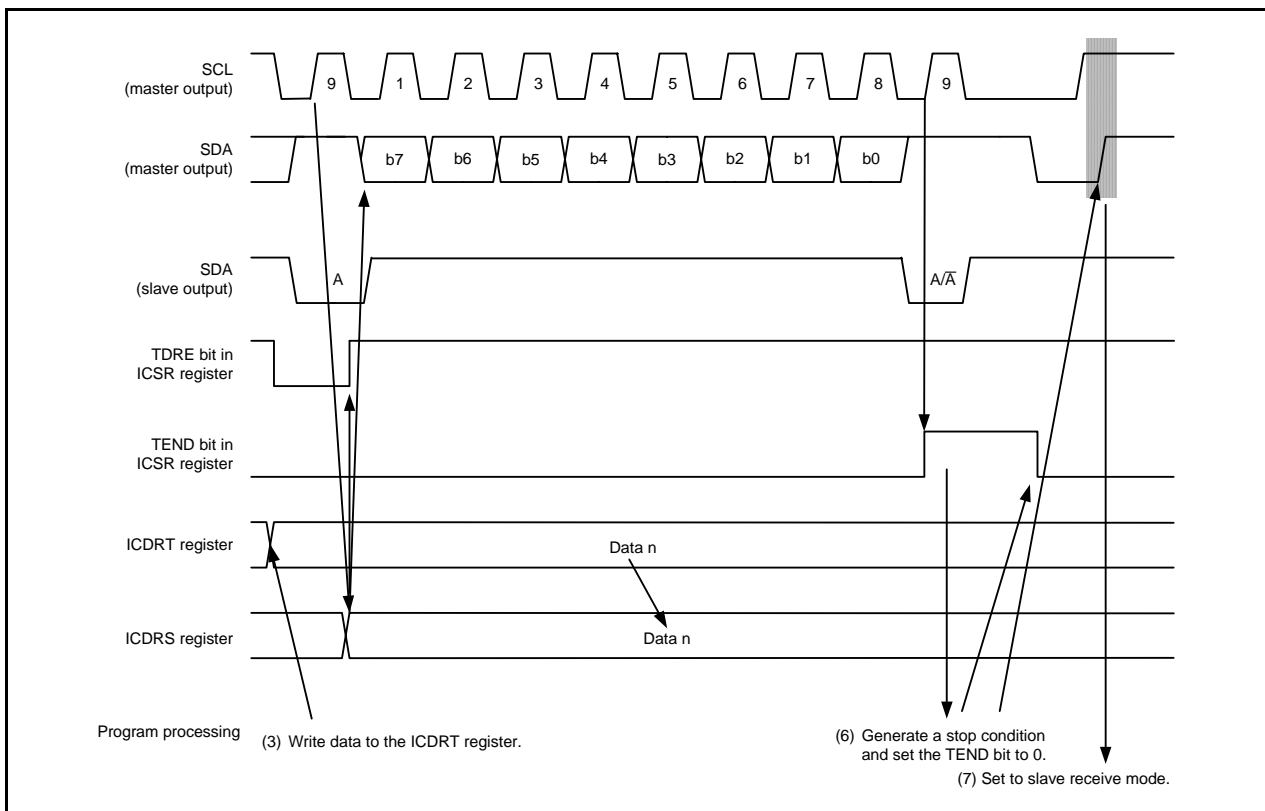 SCL
(master output)
9 1 2 3 4 5 6 7 8 9
SDA
(master output)
b7 b6 b5 b4 b3 b2 b1 b0
SDA
(slave output)
A A/A̅
TDRE bit in
ICSR register
TEND bit in
ICSR register
ICDRT register
Data n
ICDRS register
Data n
Program processing
(3) Write data to the ICDRT register.
(6) Generate a stop condition
and set the TEND bit to 0.
(7) Set to slave receive mode.